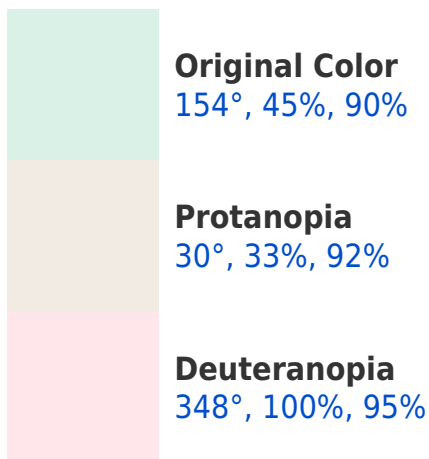 Original Color
154°, 45%, 90%
Protanopia
30°, 33%, 92%
Deuteranopia
348°, 100%, 95%